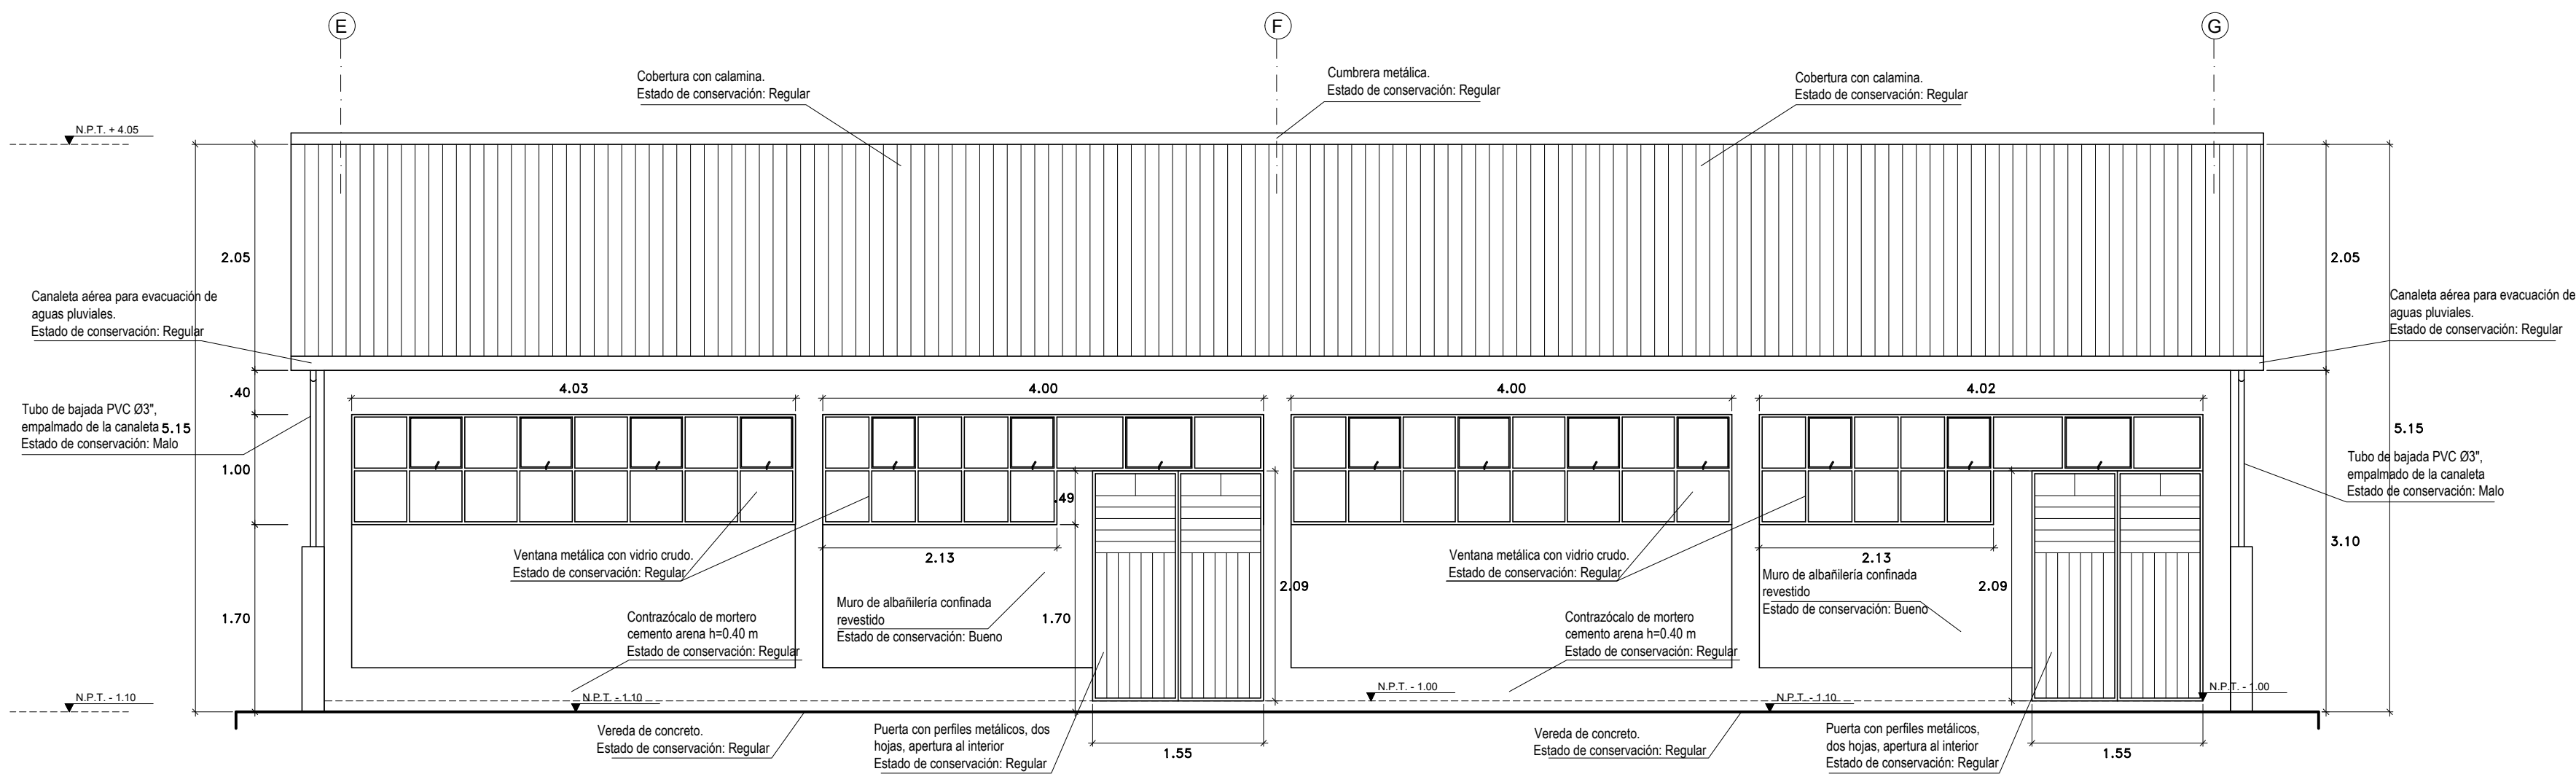 E
F
G
Cobertura con calamina.
Estado de conservación: Regular
Cumbrera metálica.
Estado de conservación: Regular
Cobertura con calamina.
Estado de conservación: Regular
N.P.T. + 4.05
2.05
2.05
Canaleta aérea para evacuación de
aguas pluviales.
Estado de conservación: Regular
Canaleta aérea para evacuación de
aguas pluviales.
Estado de conservación: Regular
.40
4.03
4.00
4.00
4.02
Tubo de bajada PVC Ø3",
empalmado de la canaleta
Estado de conservación: Malo
5.15
5.15
1.00
.49
Tubo de bajada PVC Ø3",
empalmado de la canaleta
Estado de conservación: Malo
Ventana metálica con vidrio crudo.
Estado de conservación: Regular
2.13
Ventana metálica con vidrio crudo.
Estado de conservación: Regular
2.13
3.10
2.09
2.09
Muro de albañilería confinada
revestido
Estado de conservación: Bueno
Muro de albañilería confinada
revestido
Estado de conservación: Bueno
1.70
1.70
Contrazócalo de mortero
cemento arena h=0.40 m
Estado de conservación: Regular
Contrazócalo de mortero
cemento arena h=0.40 m
Estado de conservación: Regular
N.P.T. - 1.10
N.P.T. - 1.10
N.P.T. - 1.00
N.P.T. - 1.10
N.P.T. - 1.00
Vereda de concreto.
Estado de conservación: Regular
Puerta con perfiles metálicos, dos
hojas, apertura al interior
Estado de conservación: Regular
1.55
Vereda de concreto.
Estado de conservación: Regular
Puerta con perfiles metálicos,
dos hojas, apertura al interior
Estado de conservación: Regular
1.55